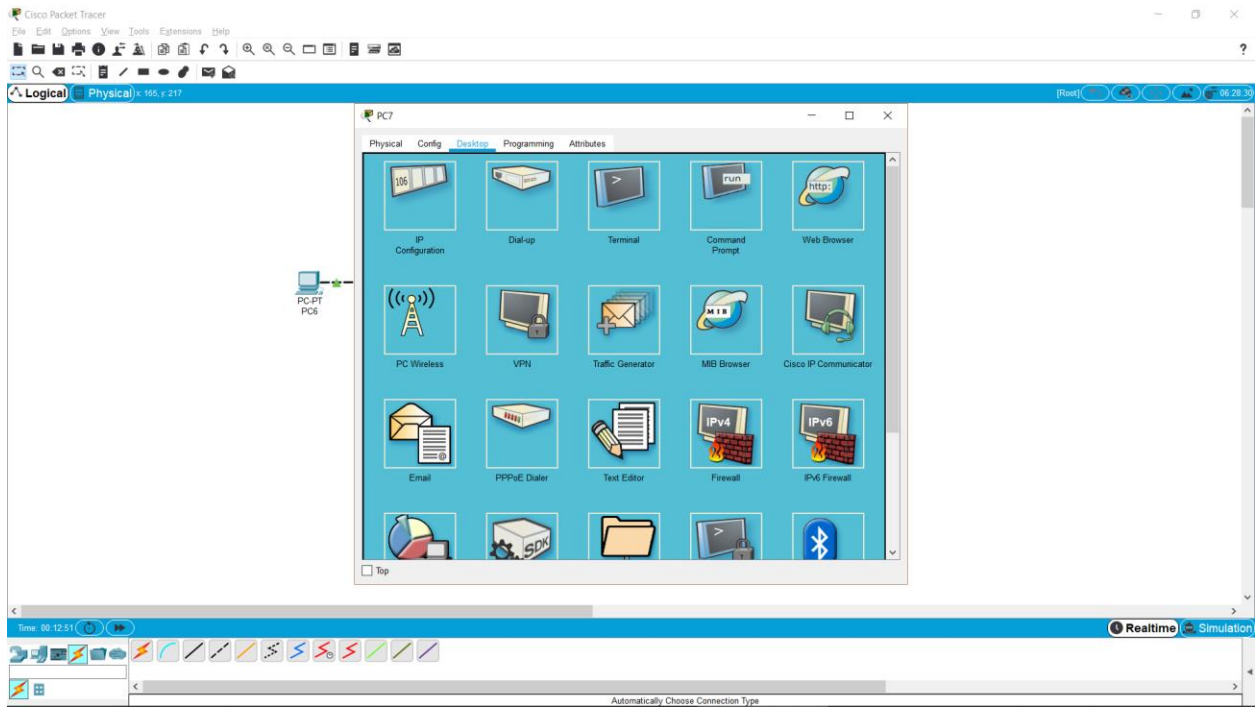 Cisco Packet Tracer
File Edit Options View Tools Extensions Help
?
Logical Physical x: 165, y: 217
[Root] 06:28:30
PC7
Physical Config Desktop Programming Attributes
106
>
run
http:
IP Configuration
Dial-up
Terminal
Command Prompt
Web Browser
PC-PT
PC6
MIB
PC Wireless
VPN
Traffic Generator
MIB Browser
Cisco IP Communicator
@
IPv4
IPv6
Email
PPPoE Dialer
Text Editor
Firewall
IPv6 Firewall
SDK
>
Top
Time: 00:12:51
Realtime Simulation
Automatically Choose Connection Type